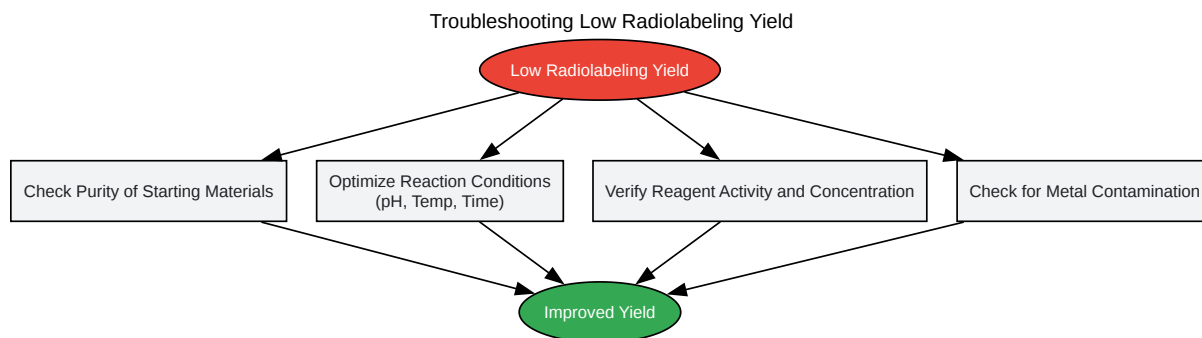 Troubleshooting Low Radiolabeling Yield
Low Radiolabeling Yield
Check Purity of Starting Materials
Optimize Reaction Conditions
(pH, Temp, Time)
Verify Reagent Activity and Concentration
Check for Metal Contamination
Improved Yield